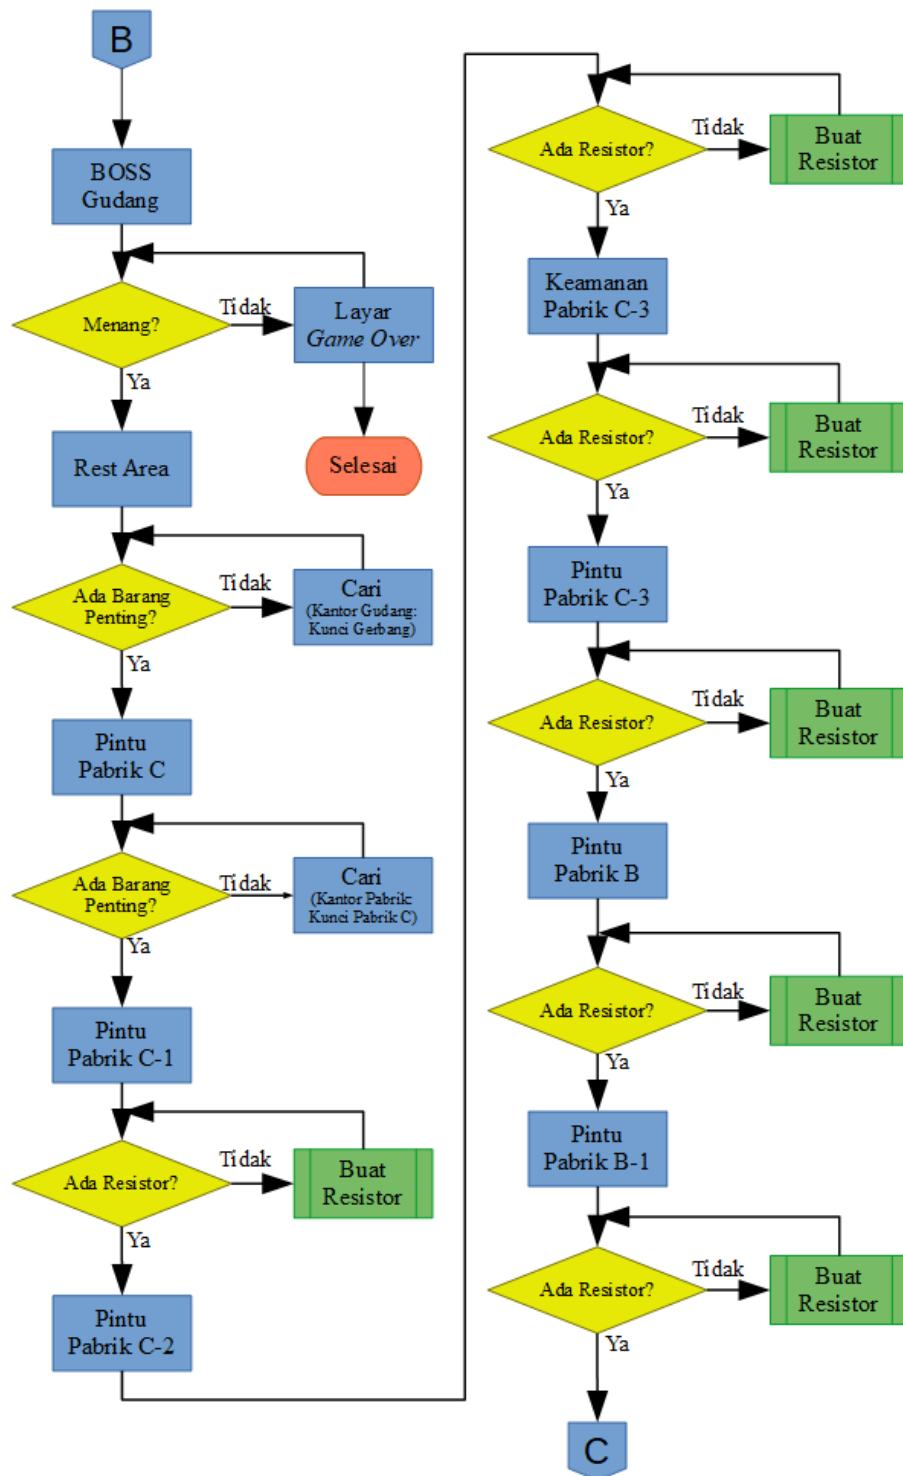 B
BOSS
Gudang
Menang?
Tidak
Layar
Game Over
Ya
Rest Area
Selesai
Ada Barang
Penting?
Tidak
Cari
(Kantor Gudang:
Kunci Gerbang)
Ya
Pintu
Pabrik C
Ada Barang
Penting?
Tidak
Cari
(Kantor Pabrik:
Kunci Pabrik C)
Ya
Pintu
Pabrik C-1
Ada Resistor?
Tidak
Buat
Resistor
Ya
Pintu
Pabrik C-2
Ada Resistor?
Tidak
Buat
Resistor
Ya
Keamanan
Pabrik C-3
Ada Resistor?
Tidak
Buat
Resistor
Ya
Pintu
Pabrik C-3
Ada Resistor?
Tidak
Buat
Resistor
Ya
Pintu
Pabrik B
Ada Resistor?
Tidak
Buat
Resistor
Ya
Pintu
Pabrik B-1
Ada Resistor?
Tidak
Buat
Resistor
Ya
C